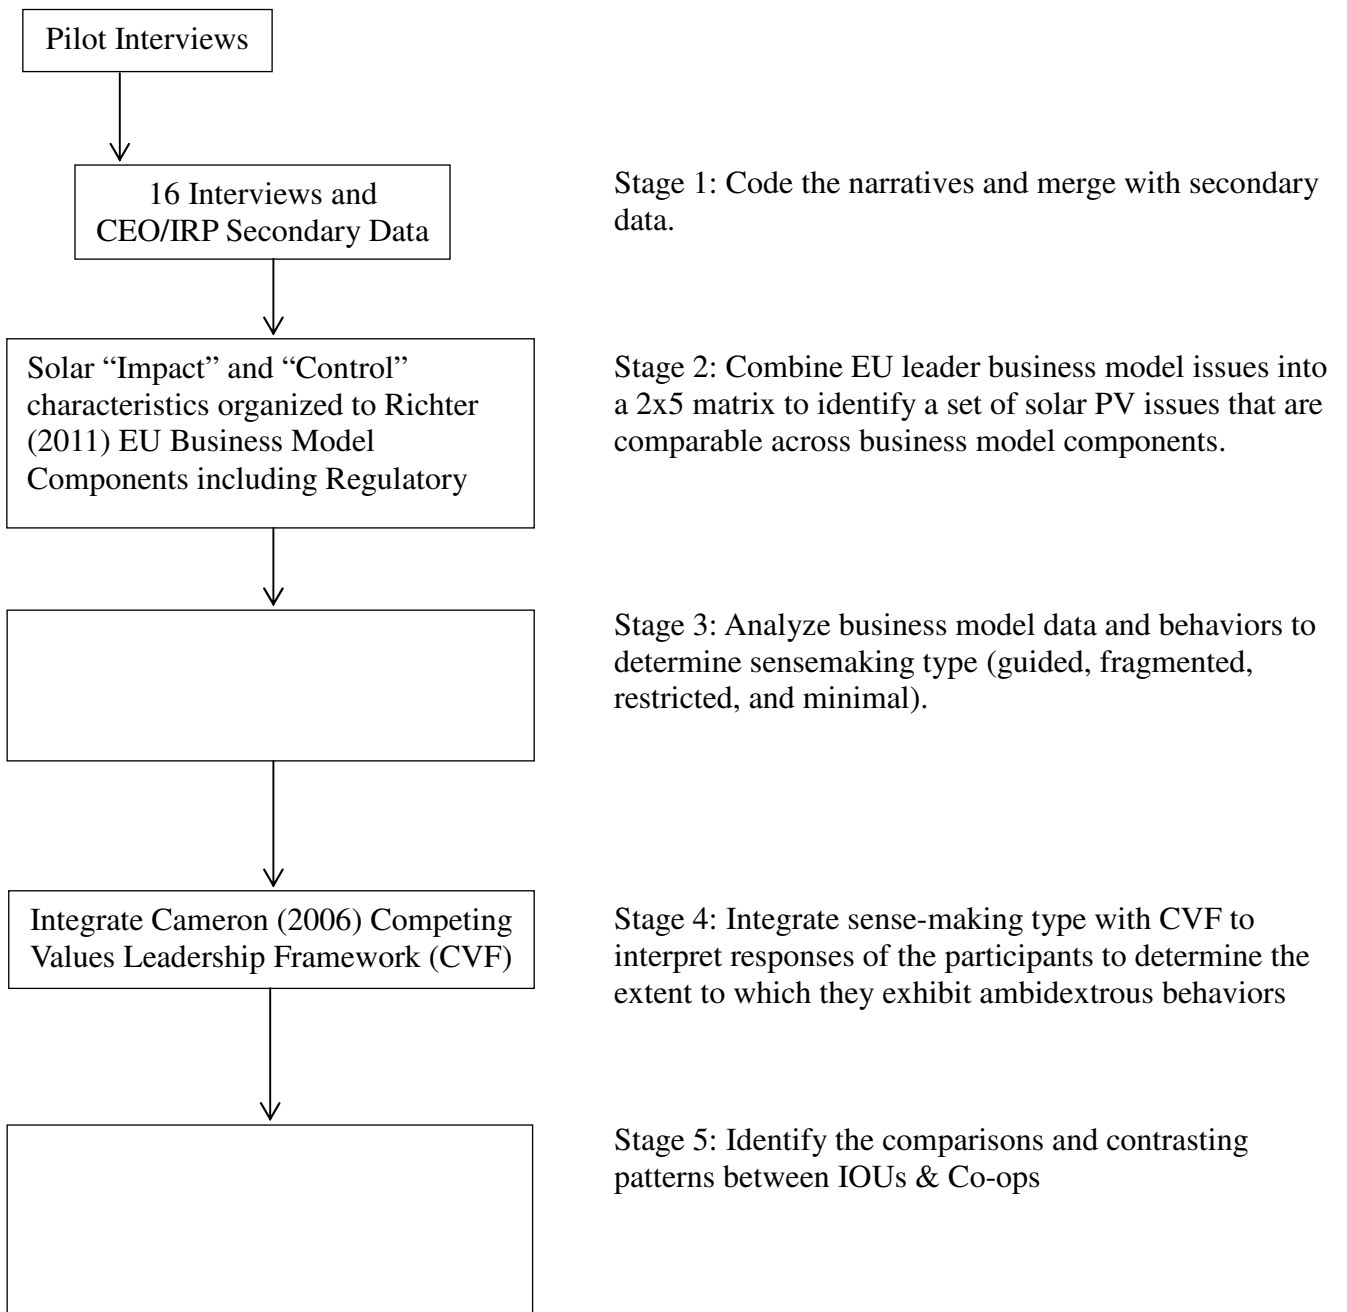 Pilot Interviews
16 Interviews and
CEO/IRP Secondary Data
Stage 1: Code the narratives and merge with secondary
data.
Solar “Impact” and “Control”
characteristics organized to Richter
(2011) EU Business Model
Components including Regulatory
Stage 2: Combine EU leader business model issues into
a 2x5 matrix to identify a set of solar PV issues that are
comparable across business model components.
Stage 3: Analyze business model data and behaviors to
determine sensemaking type (guided, fragmented,
restricted, and minimal).
Integrate Cameron (2006) Competing
Values Leadership Framework (CVF)
Stage 4: Integrate sense-making type with CVF to
interpret responses of the participants to determine the
extent to which they exhibit ambidextrous behaviors
Stage 5: Identify the comparisons and contrasting
patterns between IOUs & Co-ops